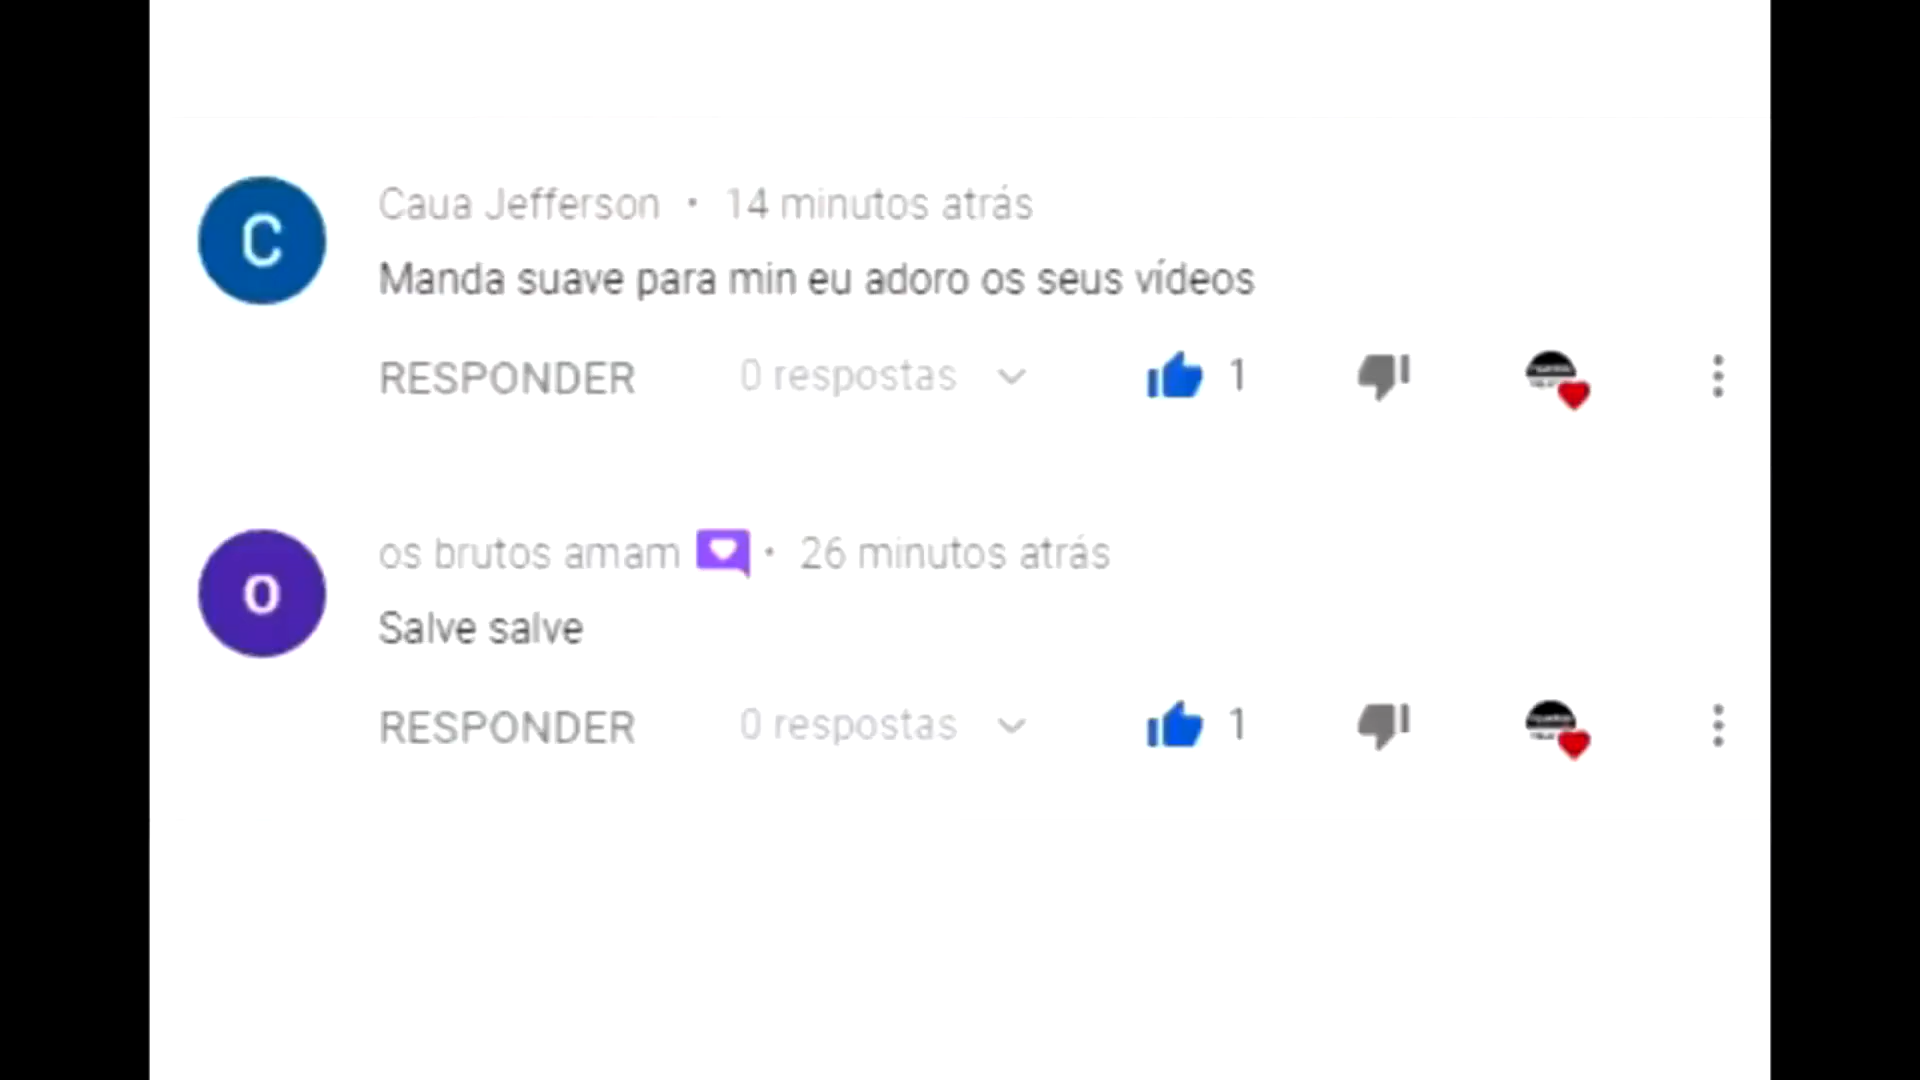 C
Caua Jefferson • 14 minutos atrás
Manda suave para min eu adoro os seus vídeos
RESPONDER 0 respostas 1
o
os brutos amam • 26 minutos atrás
Salve salve
RESPONDER 0 respostas 1